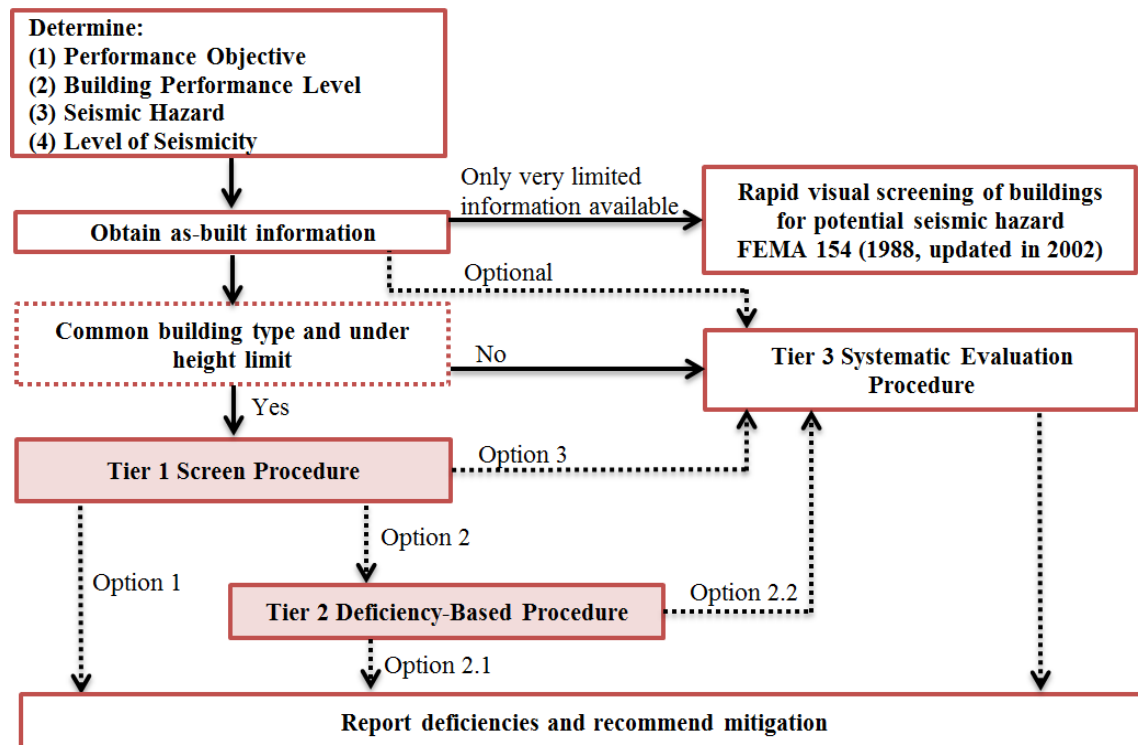 Determine:
(1) Performance Objective
(2) Building Performance Level
(3) Seismic Hazard
(4) Level of Seismicity
Only very limited
information available
Rapid visual screening of buildings
for potential seismic hazard
FEMA 154 (1988, updated in 2002)
Obtain as-built information
Optional
Common building type and under
height limit
No
Tier 3 Systematic Evaluation
Procedure
Yes
Tier 1 Screen Procedure
Option 3
Option 2
Option 1
Tier 2 Deficiency-Based Procedure
Option 2.2
Option 2.1
Report deficiencies and recommend mitigation